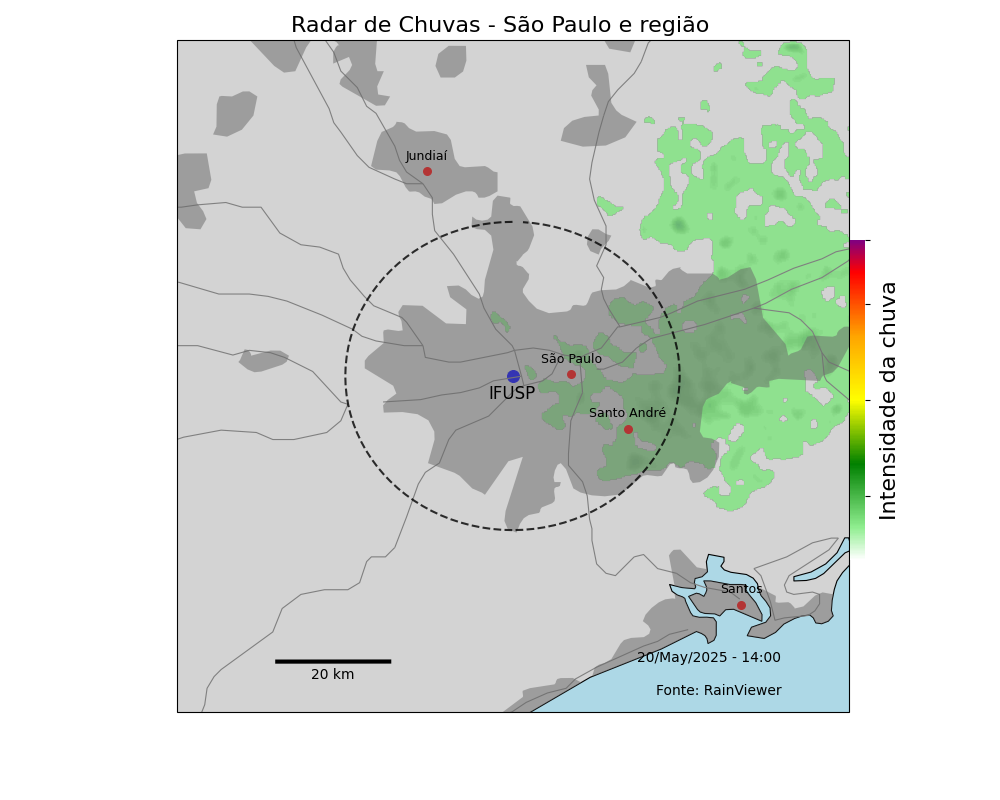 Radar de Chuvas - São Paulo e região
Jundiaí
São Paulo
IFUSP
Santo André
Intensidade da chuva
Santos
20/May/2025 - 14:00
20 km
Fonte: RainViewer